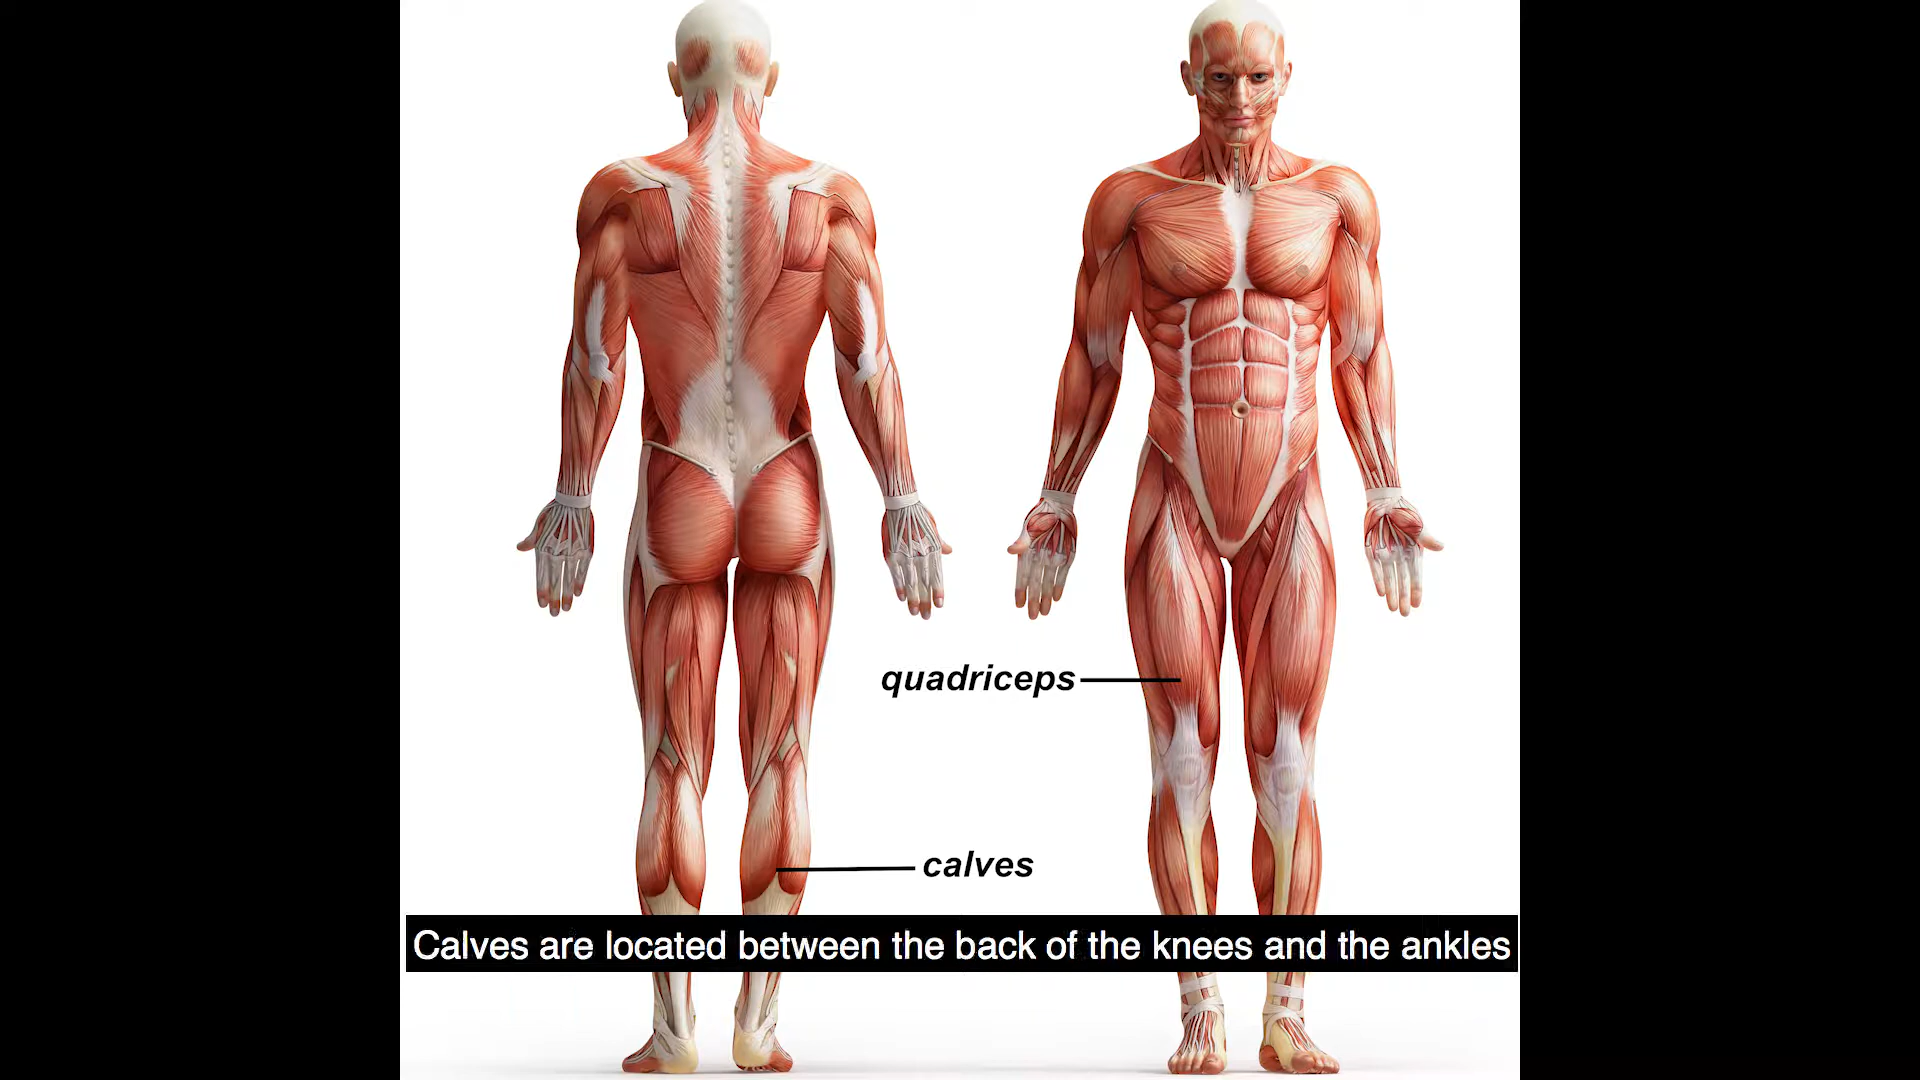 quadriceps
calves
Calves are located between the back of the knees and the ankles